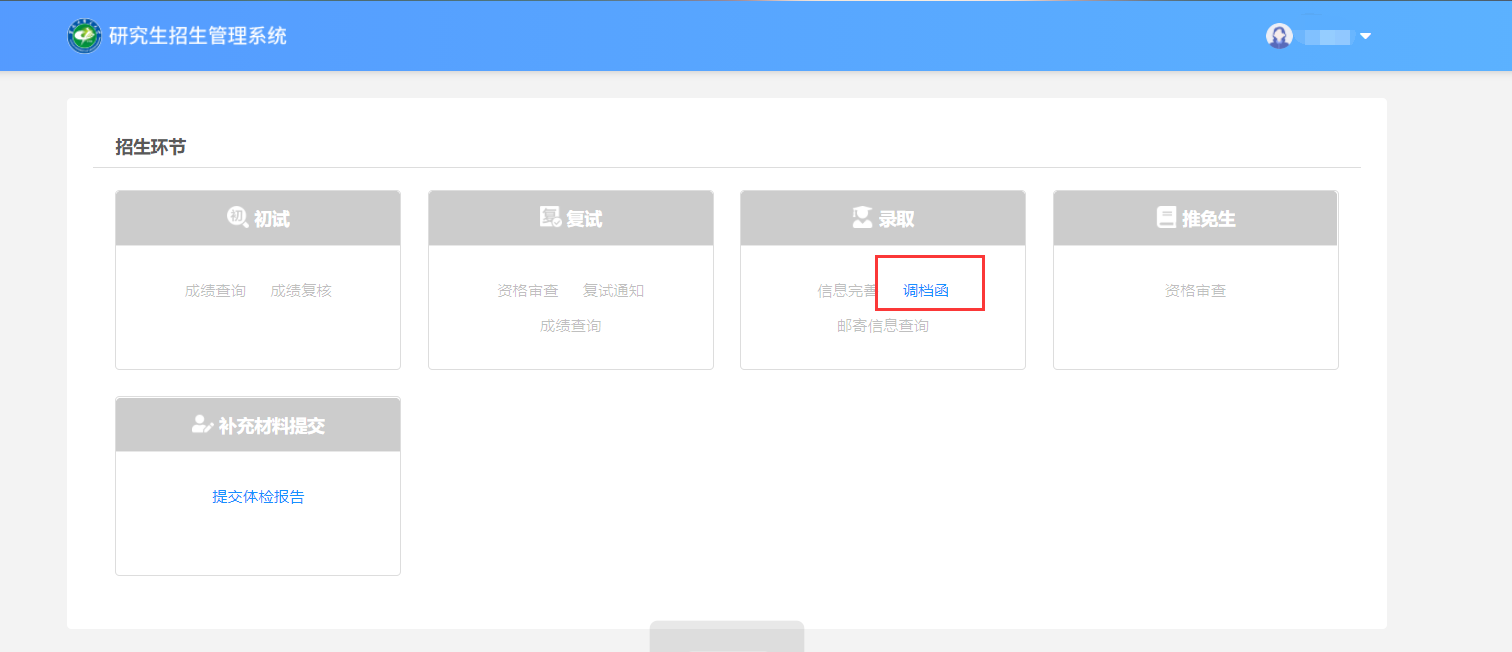 研究生招生管理系统
招生环节
初试
成绩查询 成绩复核
复试
资格审查 复试通知
成绩查询
录取
信息完善 调档函
邮寄信息查询
推免生
资格审查
补充材料提交
提交体检报告